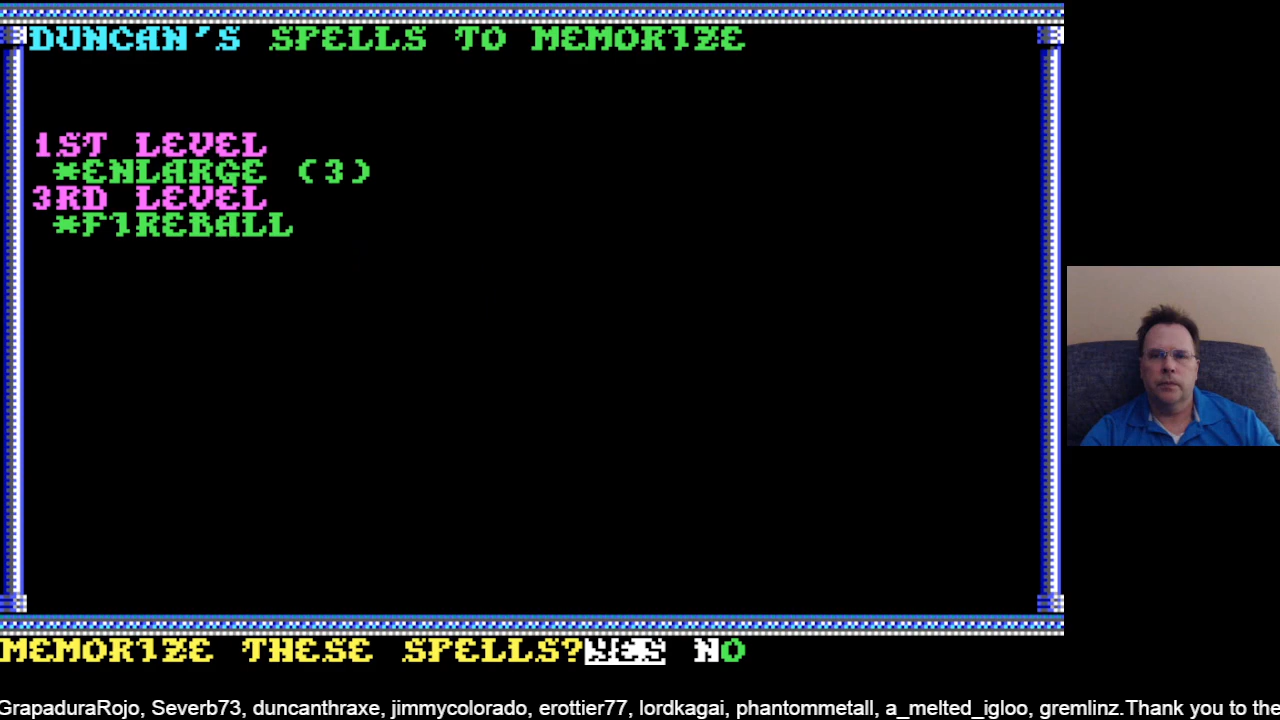 DUNCAN'S SPELLS TO MEMORIZE
1ST LEVEL
*ENLARGE (3)
3RD LEVEL
*FIREBALL
MEMORIZE THESE SPELLS?YES NO
GrapaduraRojo, Severb73, duncanthraxe, jimmycolorado, erottier77, lordkagai, phantommetall, a_melted_igloo, gremlinz.Thank you to the